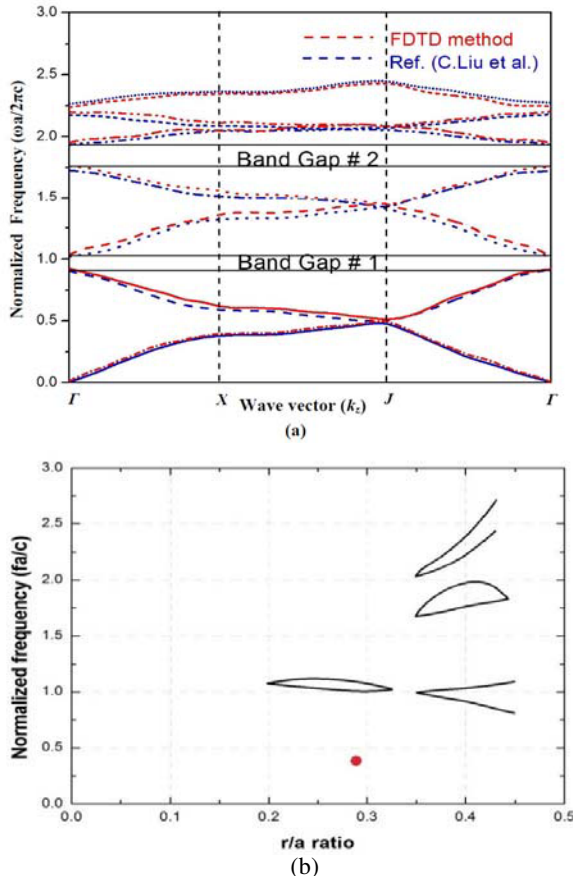 FDTD method
Ref. (C.Liu et al.)
Normalized Frequency (ωa/2πc)
3.0
2.5
2.0
1.5
1.0
0.5
0.0
Band Gap # 2
Band Gap # 1
Γ X J Γ
Wave vector (kz)
(a)
Normalized frequency (fa/c)
3.0
2.5
2.0
1.5
1.0
0.5
0.0
0.0 0.1 0.2 0.3 0.4 0.5
r/a ratio
(b)